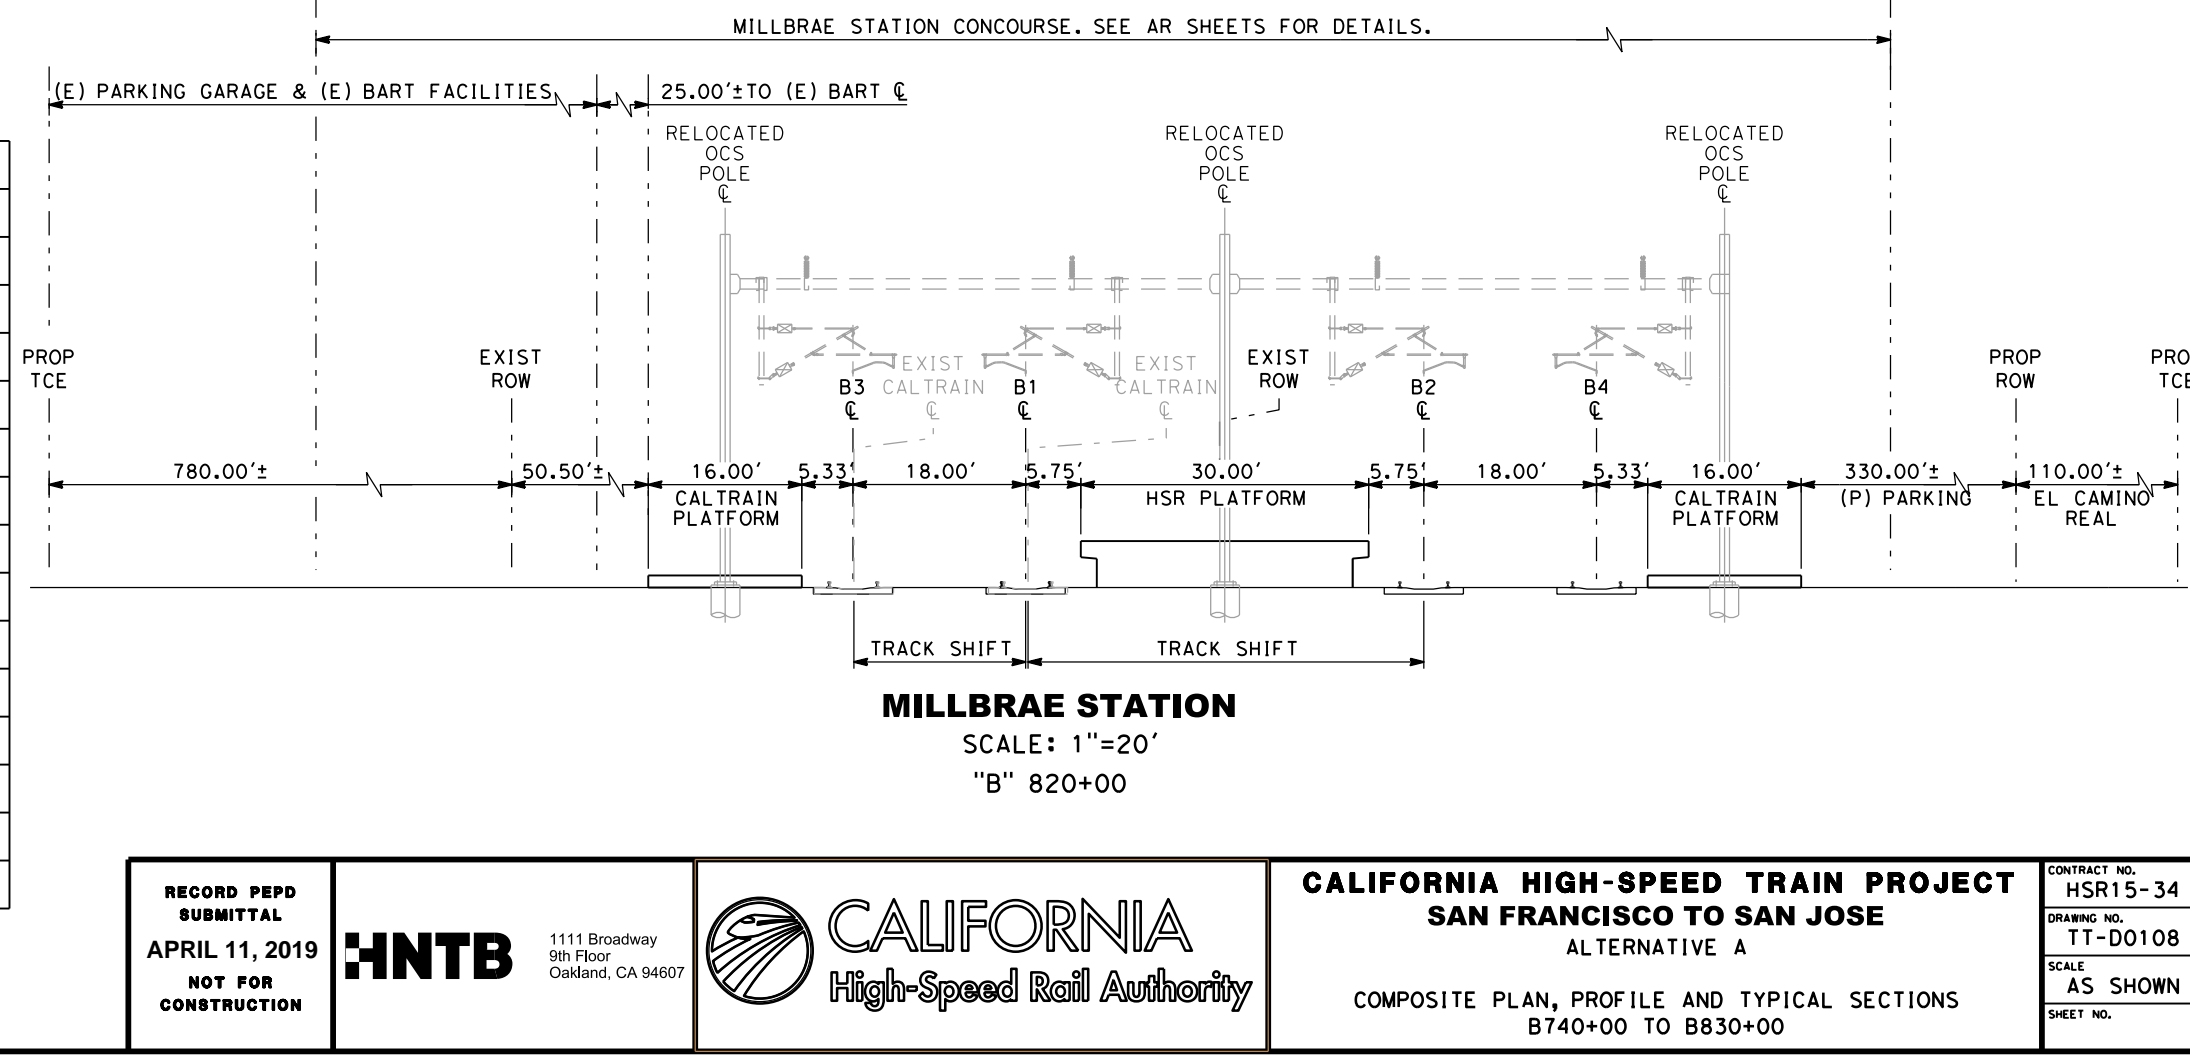 MILLBRAE STATION CONCOURSE. SEE AR SHEETS FOR DETAILS.
(E) PARKING GARAGE & (E) BART FACILITIES
25.00'± TO (E) BART ℄
RELOCATED
OCS
POLE
℄
RELOCATED
OCS
POLE
℄
RELOCATED
OCS
POLE
℄
PROP
TCE
EXIST
ROW
B3
℄
EXIST
CALTRAIN
℄
B1
℄
EXIST
CALTRAIN
℄
EXIST
ROW
B2
℄
B4
℄
PROP
ROW
PRO
TCE
780.00'±
50.50'±
16.00'
CALTRAIN
PLATFORM
5.33'
18.00'
5.75'
30.00'
HSR PLATFORM
5.75'
18.00'
5.33'
16.00'
CALTRAIN
PLATFORM
330.00'±
(P) PARKING
110.00'±
EL CAMINO
REAL
TRACK SHIFT
TRACK SHIFT
MILLBRAE STATION
SCALE: 1"=20'
"B" 820+00
RECORD PEPD
SUBMITTAL
APRIL 11, 2019
NOT FOR
CONSTRUCTION
HNTB
1111 Broadway
9th Floor
Oakland, CA 94607
CALIFORNIA
High-Speed Rail Authority
CALIFORNIA HIGH-SPEED TRAIN PROJECT
SAN FRANCISCO TO SAN JOSE
ALTERNATIVE A
COMPOSITE PLAN, PROFILE AND TYPICAL SECTIONS
B740+00 TO B830+00
CONTRACT NO.
HSR15-34
DRAWING NO.
TT-D0108
SCALE
AS SHOWN
SHEET NO.